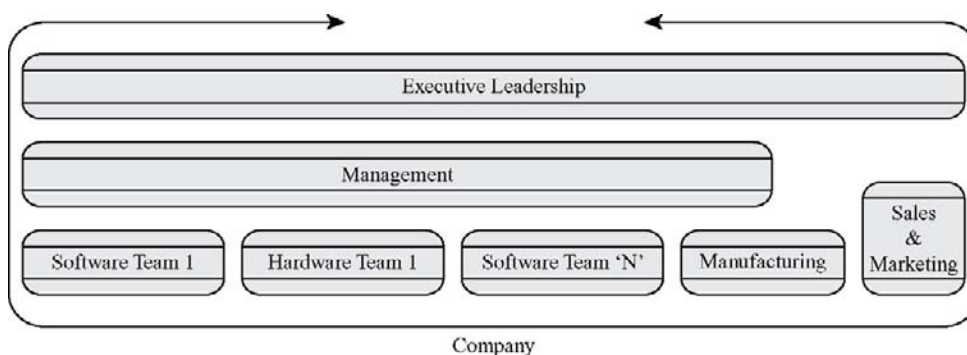 Executive Leadership
Management
Software Team 1
Hardware Team 1
Software Team ‘N’
Manufacturing
Sales
&
Marketing
Company